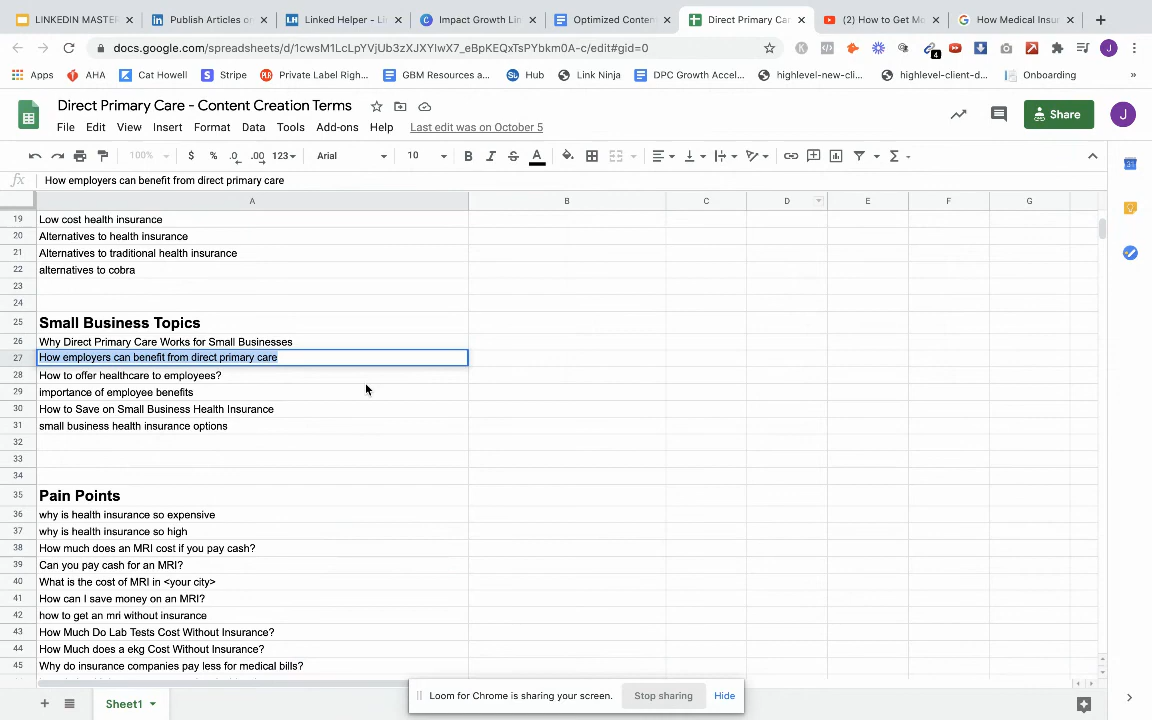 LINKEDIN MASTER
Publish Articles or
Linked Helper - Li
Impact Growth Lin
Optimized Conten
Direct Primary Car
(2) How to Get Mo
How Medical Insur
docs.google.com/spreadsheets/d/1cwsM1LcLpYVjUb3zXJXYIwX7_eBpKEQxTsPYbkm0A-c/edit#gid=0
4
J
Apps
AHA
Cat Howell
Stripe
Private Label Righ...
GBM Resources a...
Hub
Link Ninja
DPC Growth Accel...
highlevel-new-cli...
highlevel-client-d...
Onboarding
»
Direct Primary Care - Content Creation Terms
File Edit View Insert Format Data Tools Add-ons Help Last edit was on October 5
Share
J
100% $ % .0 .00 123 Arial 10 B I S A
fx How employers can benefit from direct primary care
A B C D E F G
19 Low cost health insurance
20 Alternatives to health insurance
21 Alternatives to traditional health insurance
22 alternatives to cobra
23
24
25 Small Business Topics
26 Why Direct Primary Care Works for Small Businesses
27 How employers can benefit from direct primary care
28 How to offer healthcare to employees?
29 importance of employee benefits
30 How to Save on Small Business Health Insurance
31 small business health insurance options
32
33
34
35 Pain Points
36 why is health insurance so expensive
37 why is health insurance so high
38 How much does an MRI cost if you pay cash?
39 Can you pay cash for an MRI?
40 What is the cost of MRI in <your city>
41 How can I save money on an MRI?
42 how to get an mri without insurance
43 How Much Do Lab Tests Cost Without Insurance?
44 How Much does a ekg Cost Without Insurance?
45 Why do insurance companies pay less for medical bills?
Loom for Chrome is sharing your screen.
Stop sharing
Hide
Sheet1